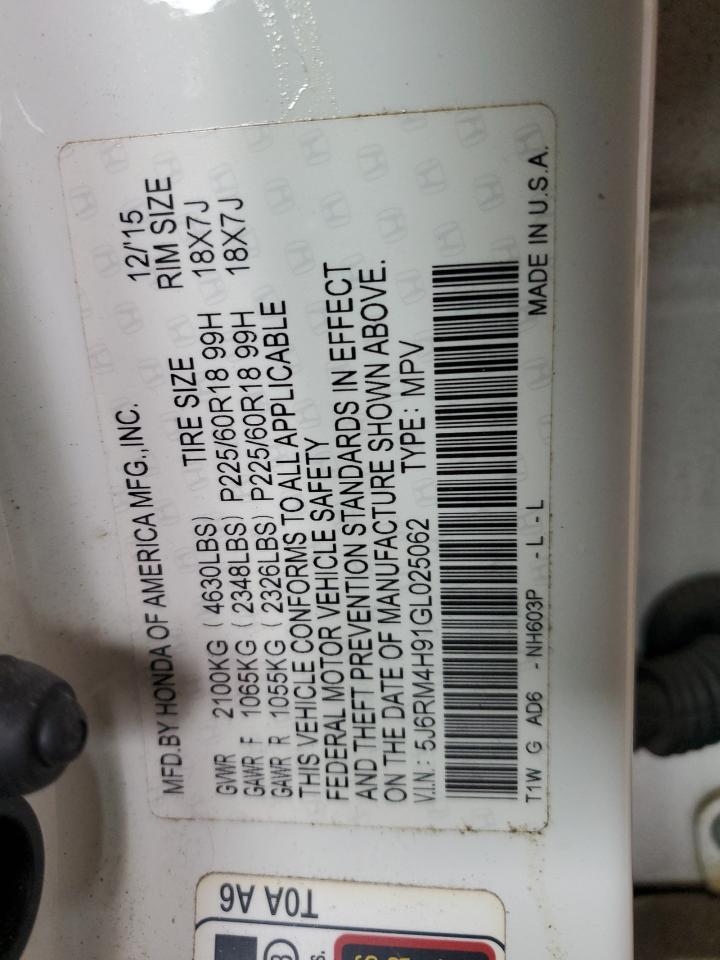 MFD.BY HONDA OF AMERICA MFG.,INC. 12/'15
TIRE SIZE RIM SIZE
GVWR 2100KG (4630LBS)
GAWR F 1065KG (2348LBS) P225/60R18 99H 18X7J
GAWR R 1055KG (2326LBS) P225/60R18 99H 18X7J
THIS VEHICLE CONFORMS TO ALL APPLICABLE
FEDERAL MOTOR VEHICLE SAFETY
AND THEFT PREVENTION STANDARDS IN EFFECT
ON THE DATE OF MANUFACTURE SHOWN ABOVE.
V.I.N.: 5J6RM4H91GL025062 TYPE: MPV
T1W G AD6 - NH603P - L - L MADE IN U.S.A.
T0A A6